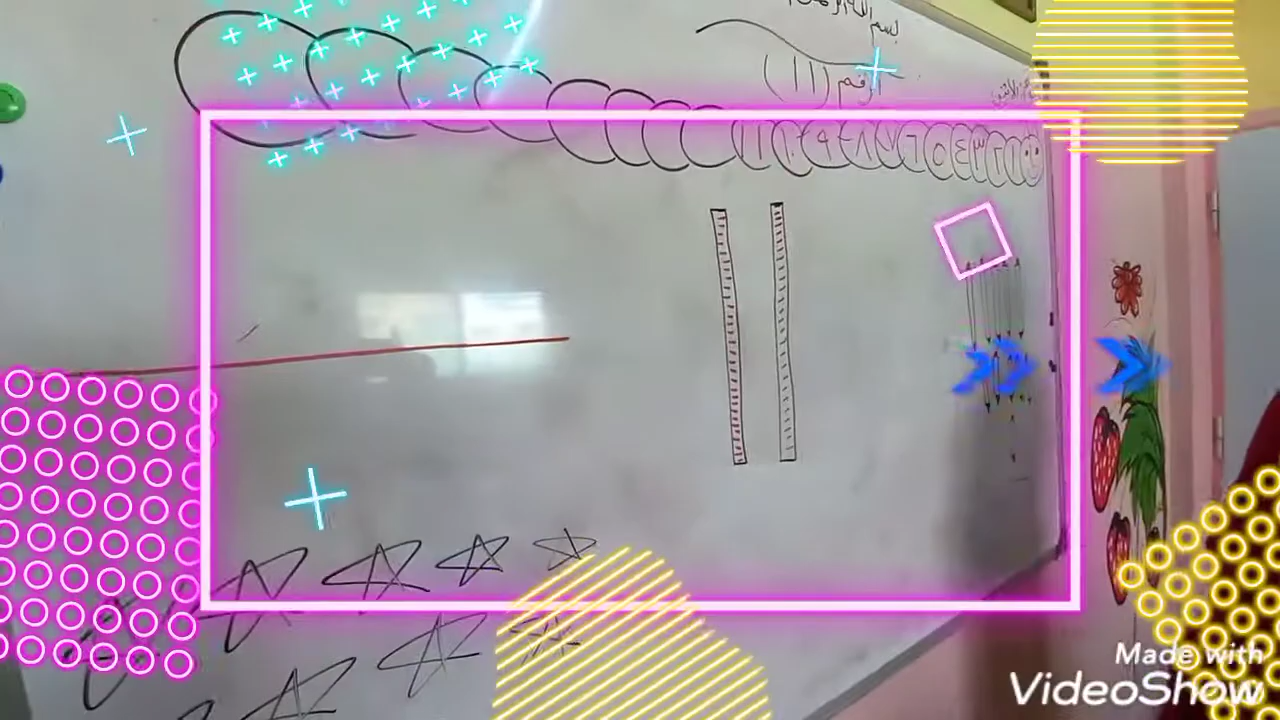 بسم الله الرحمن
الرقم (١١)
١ ٢ ٣ ٤ ٥ ٦ ٧ ٨ ٩ ١٠ ١١
Made with
VideoShow